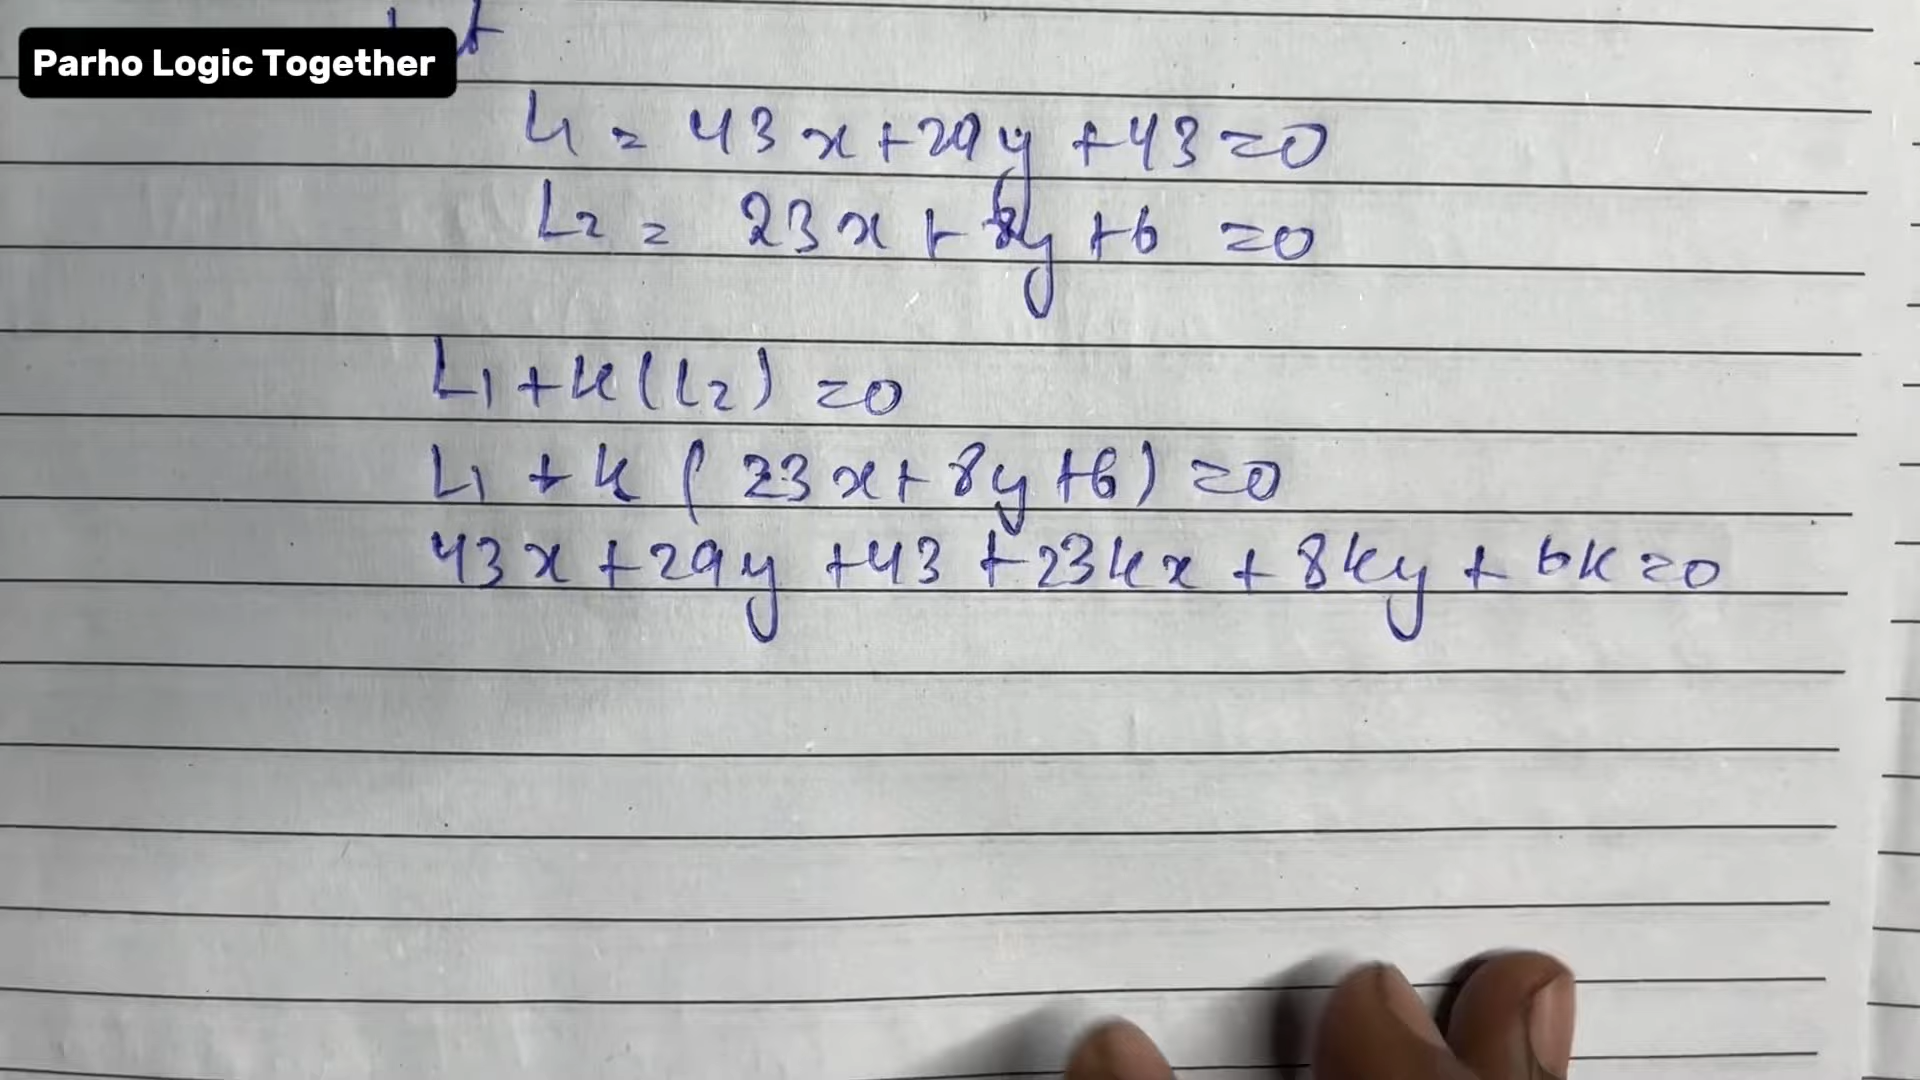 Parho Logic Together
L1 = 43x+29y+43=0
L2 = 23x+8y+6 =0
L1+k(L2)=0
L1+k(23x+8y+6)=0
43x+29y+43+23kx+8ky+6k=0